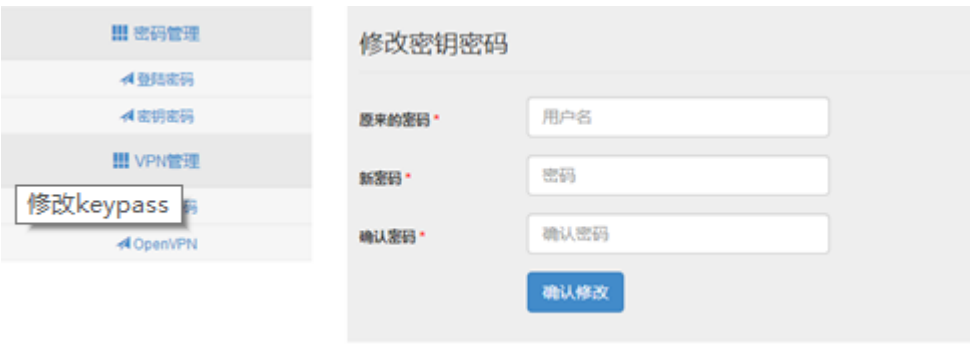 密码管理
登陆密码
密钥密码
VPN管理
修改keypass
码
OpenVPN
修改密钥密码
原来的密码 *
用户名
新密码 *
密码
确认密码 *
确认密码
确认修改